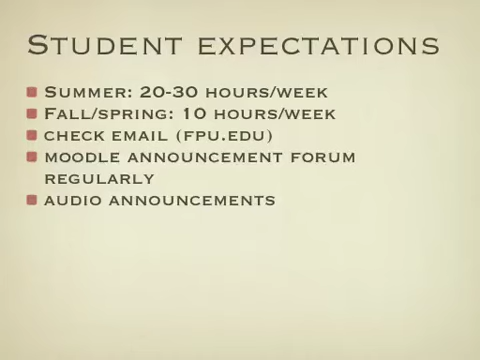 Student expectations
Summer: 20-30 hours/week
Fall/spring: 10 hours/week
check email (fpu.edu)
moodle announcement forum
regularly
audio announcements